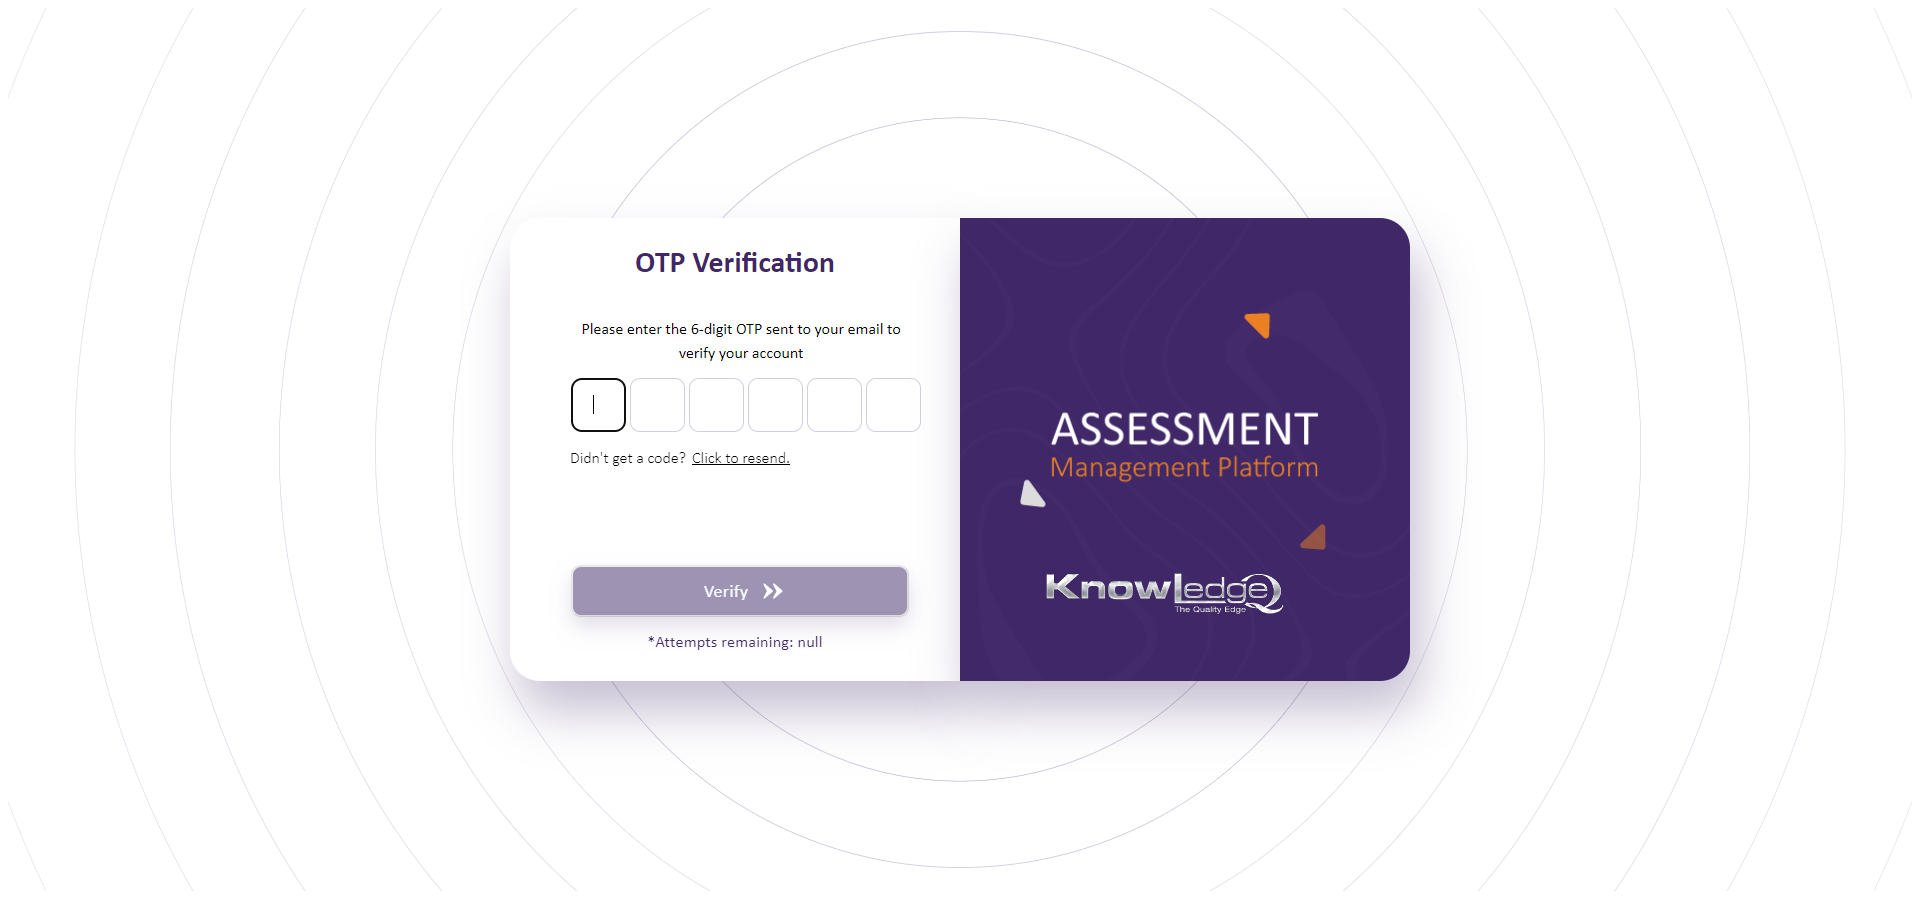 OTP Verification
Please enter the 6-digit OTP sent to your email to
verify your account
Didn't get a code? Click to resend.
Verify
*Attempts remaining: null
ASSESSMENT
Management Platform
KnowLedgeQ
The Quality Edge